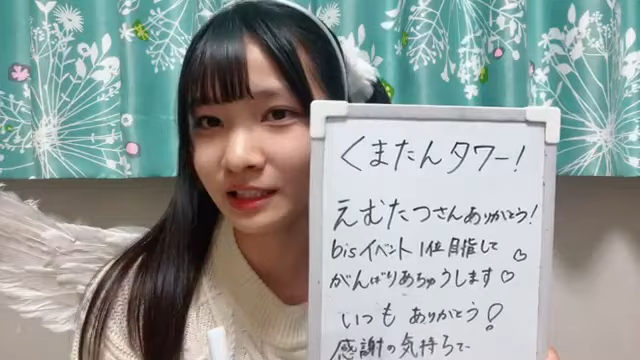 くまたんタワー!
えむたつさんありがとう!
bisイベント 1位目指して
がんばりあちゅうします♡
いつも ありがとう!
感謝の気持ちで